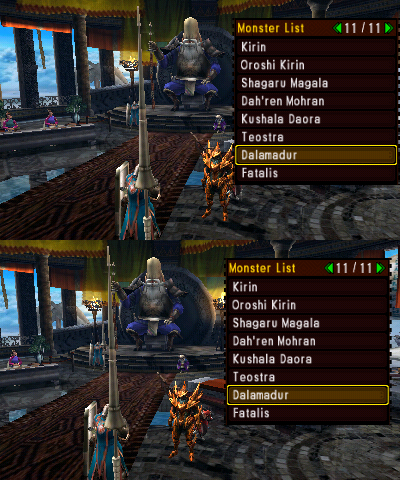 Monster List 11 / 11
Kirin
Oroshi Kirin
Shagaru Magala
Dah'ren Mohran
Kushala Daora
Teostra
Dalamadur
Fatalis
Monster List 11 / 11
Kirin
Oroshi Kirin
Shagaru Magala
Dah'ren Mohran
Kushala Daora
Teostra
Dalamadur
Fatalis